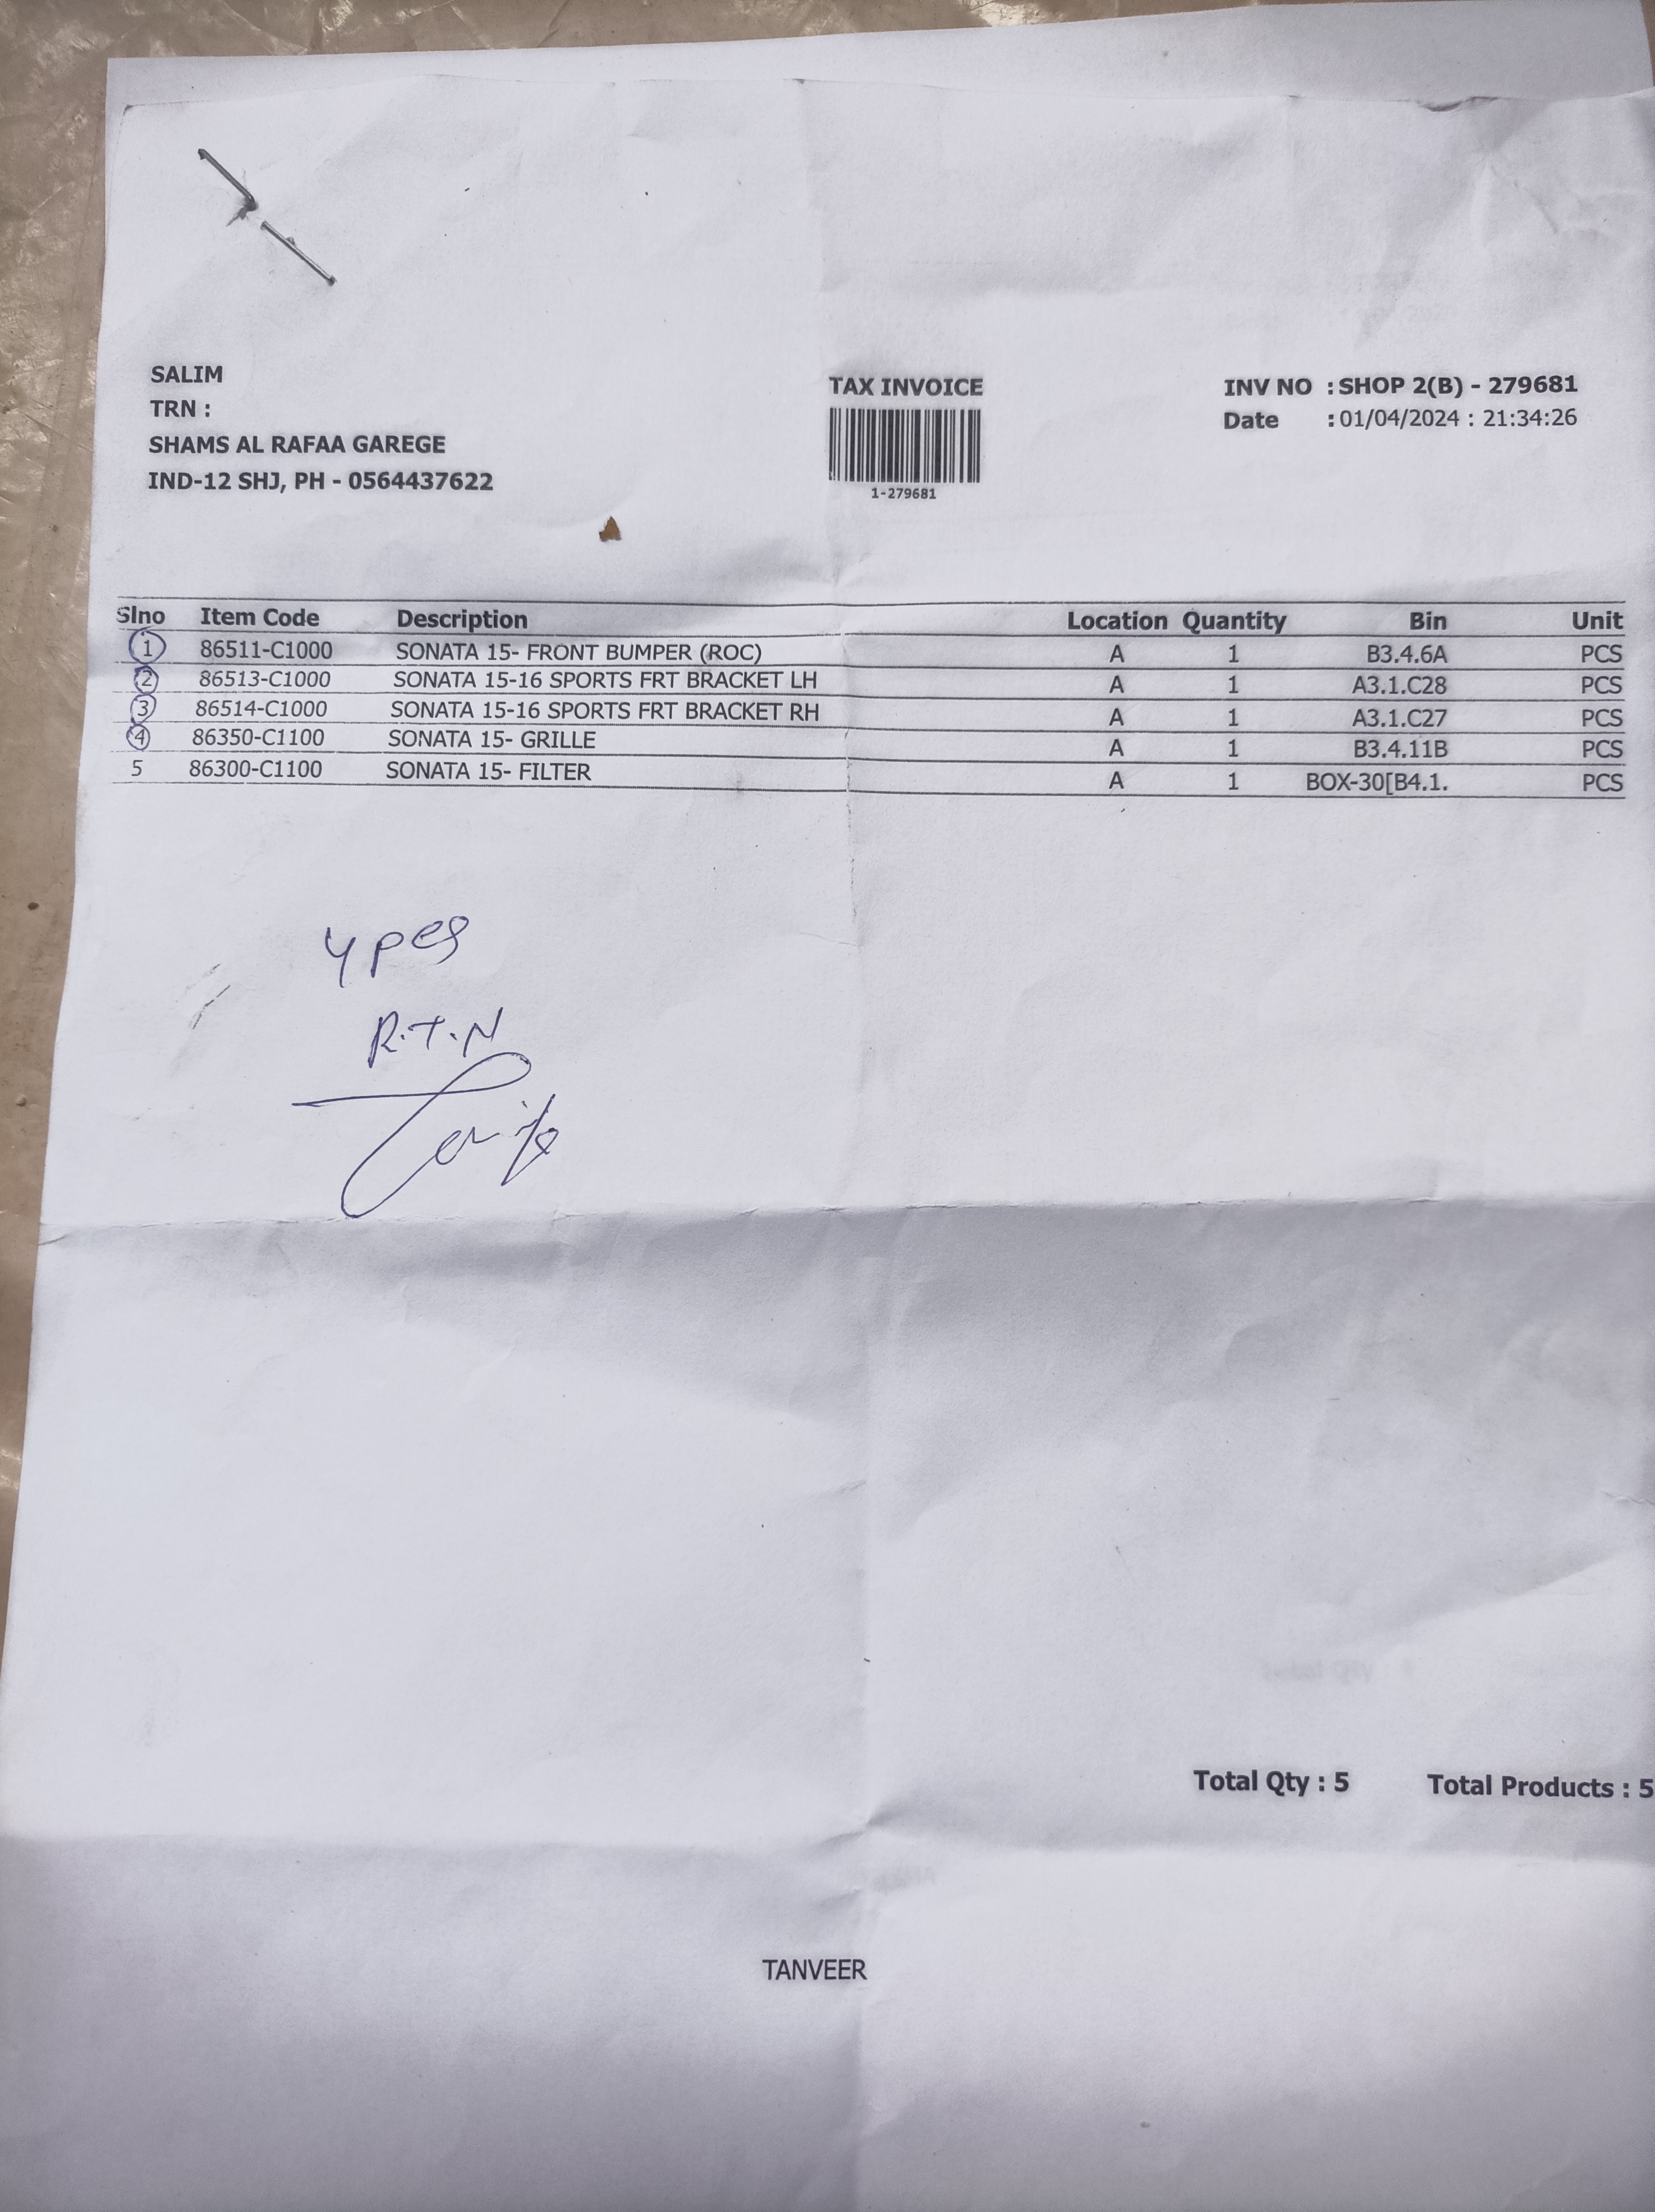 SALIM
TRN :
SHAMS AL RAFAA GAREGE
IND-12 SHJ, PH - 0564437622
TAX INVOICE
1-279681
INV NO : SHOP 2(B) - 279681
Date : 01/04/2024 : 21:34:26
Slno Item Code Description Location Quantity Bin Unit
1 86511-C1000 SONATA 15- FRONT BUMPER (ROC) A 1 B3.4.6A PCS
2 86513-C1000 SONATA 15-16 SPORTS FRT BRACKET LH A 1 A3.1.C28 PCS
3 86514-C1000 SONATA 15-16 SPORTS FRT BRACKET RH A 1 A3.1.C27 PCS
4 86350-C1100 SONATA 15- GRILLE A 1 B3.4.11B PCS
5 86300-C1100 SONATA 15- FILTER A 1 BOX-30[B4.1. PCS
4 pcs
R.T.N
Total Qty : 5 Total Products : 5
TANVEER